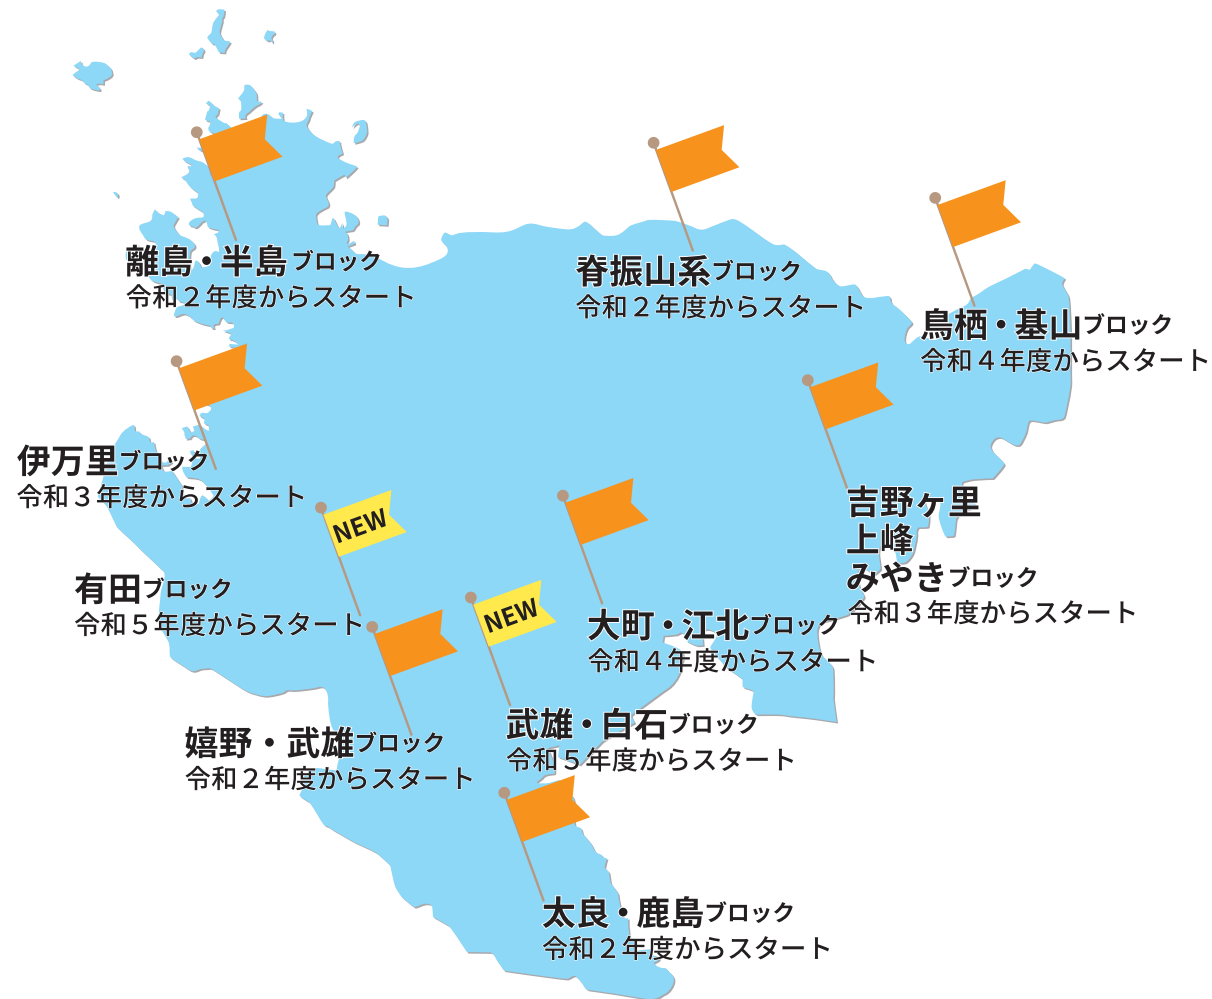 離島・半島ブロック
令和２年度からスタート
脊振山系ブロック
令和２年度からスタート
鳥栖・基山ブロック
令和４年度からスタート
伊万里ブロック
令和３年度からスタート
NEW
吉野ヶ里
上峰
みやきブロック
令和３年度からスタート
有田ブロック
令和５年度からスタート
NEW
大町・江北ブロック
令和４年度からスタート
武雄・白石ブロック
令和５年度からスタート
嬉野・武雄ブロック
令和２年度からスタート
太良・鹿島ブロック
令和２年度からスタート